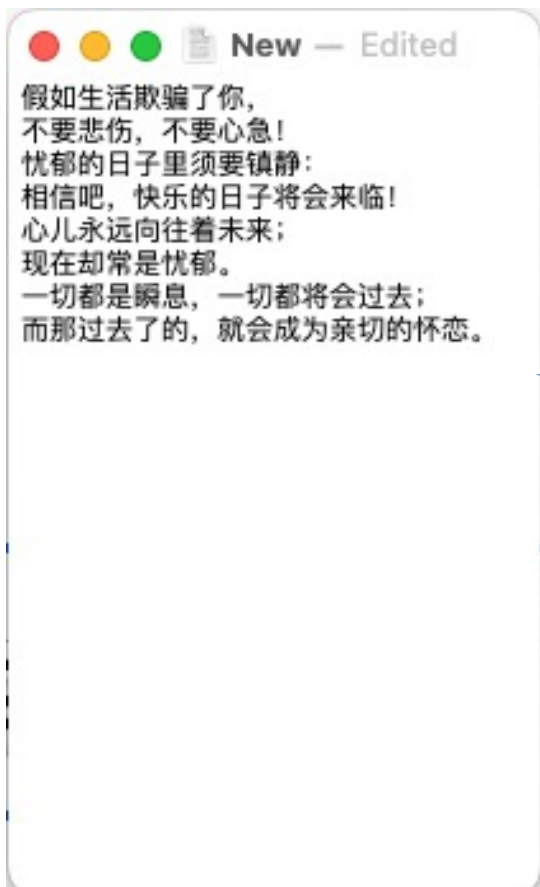 New — Edited
假如生活欺骗了你，
不要悲伤，不要心急！
忧郁的日子里须要镇静：
相信吧，快乐的日子将会来临！
心儿永远向往着未来；
现在却常是忧郁。
一切都是瞬息，一切都将会过去；
而那过去了的，就会成为亲切的怀恋。